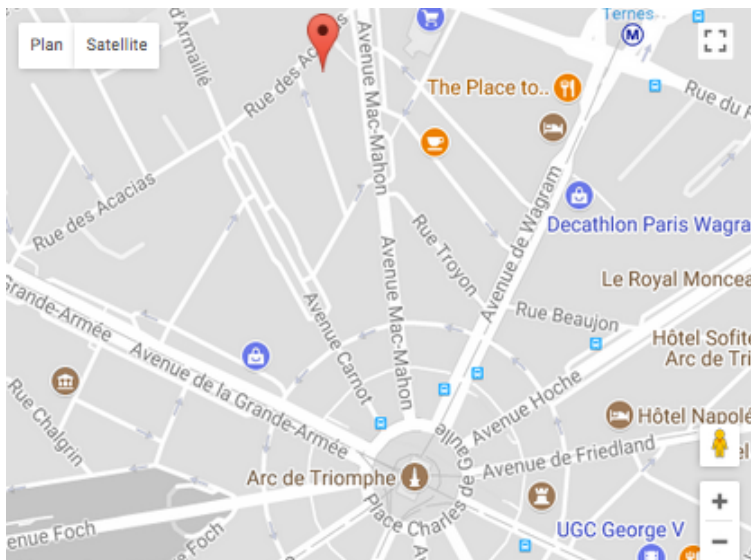 Plan
Satellite
Ternes
M
d'Armaillé
Rue des Acacias
Avenue Mac-Mahon
The Place to..
Rue du
Avenue de Wagram
Rue des Acacias
Decathlon Paris Wagra
Rue Troyon
Le Royal Moncea
Grande-Armée
Avenue Carnot
Avenue Mac-Mahon
Rue Beaujon
Hôtel Sofite
Arc de Tri
Avenue de la Grande-Armée
Rue Chalgrin
Avenue Hoche
Hôtel Napolé
Gaulle
Avenue de Friedland
el
Arc de Triomphe
Place Charles de
+
enue Foch
Foch
UGC George V
−